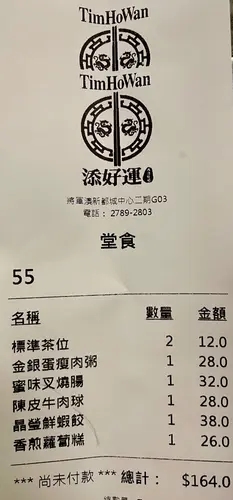 TimHoWan
TimHoWan
添好運
將軍澳新都城中心二期G03
電話： 2789-2803
堂食
55
名稱 數量 金額
標準茶位 2 12.0
金銀蛋瘦肉粥 1 28.0
蜜味叉燒腸 1 32.0
陳皮牛肉球 1 28.0
晶瑩鮮蝦餃 1 38.0
香煎蘿蔔糕 1 26.0
*** 尚未付款 *** 總計： $164.0